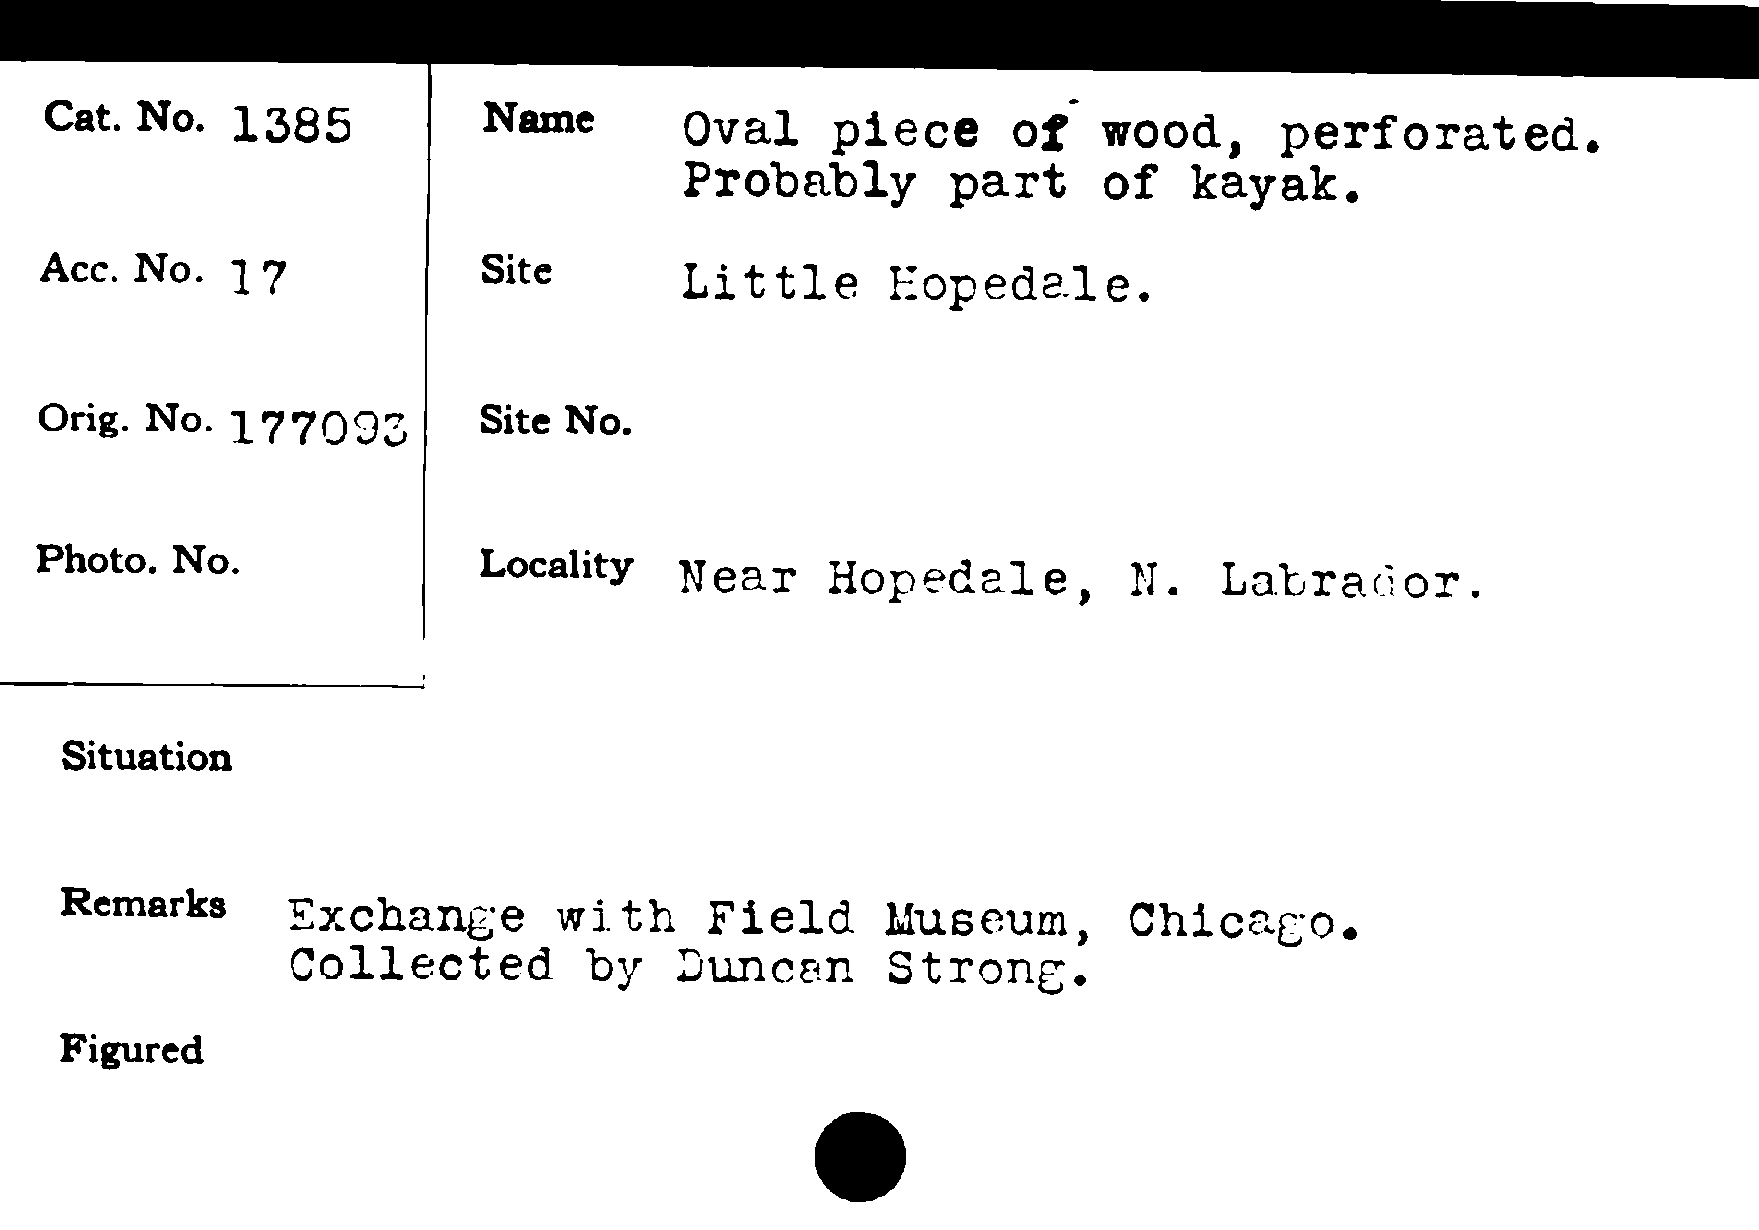 Cat. No. 1385
Name Oval piece of wood, perforated.
Probably part of kayak.
Acc. No. 17
Site Little Hopedale.
Orig. No. 177093
Site No.
Photo. No.
Locality Near Hopedale, N. Labrador.
Situation
Remarks Exchange with Field Museum, Chicago.
Collected by Duncan Strong.
Figured